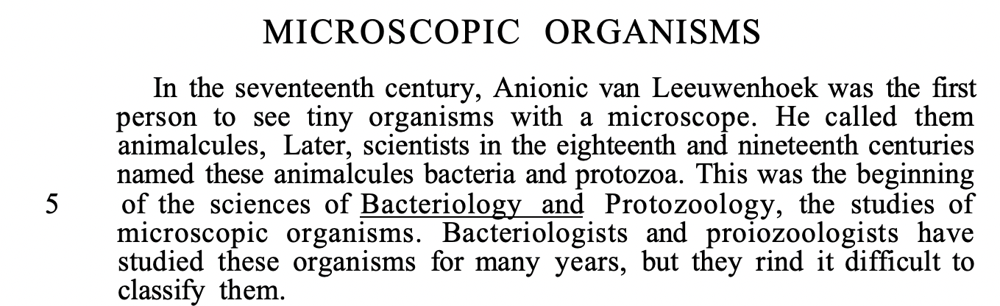 MICROSCOPIC ORGANISMS
In the seventeenth century, Anionic van Leeuwenhoek was the first
person to see tiny organisms with a microscope. He called them
animalcules, Later, scientists in the eighteenth and nineteenth centuries
named these animalcules bacteria and protozoa. This was the beginning
5 of the sciences of Bacteriology and Protozoology, the studies of
microscopic organisms. Bacteriologists and proiozoologists have
studied these organisms for many years, but they rind it difficult to
classify them.